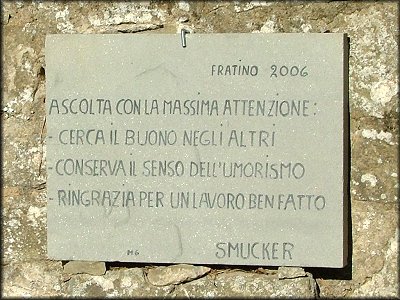 FRATINO 2006
ASCOLTA CON LA MASSIMA ATTENZIONE:
- CERCA IL BUONO NEGLI ALTRI
- CONSERVA IL SENSO DELL'UMORISMO
- RINGRAZIA PER UN LAVORO BEN FATTO
MG SMUCKER